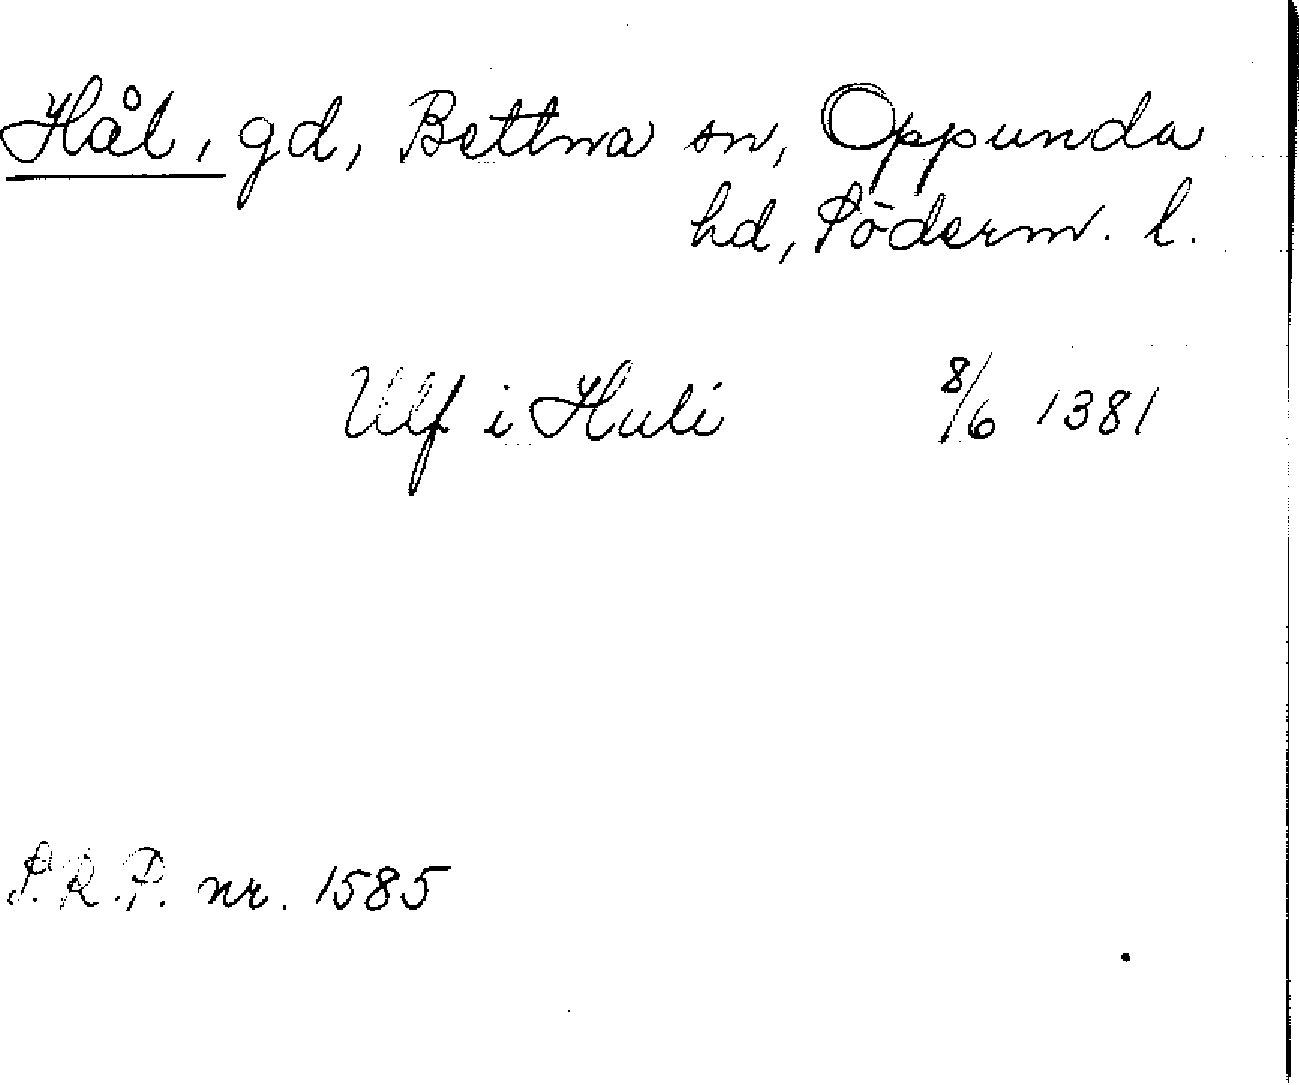 Hål, gd, Bettna sn, Oppunda
hd, Söderm. l.
Ulf i Huli 8/6 1381
S.R.P. nr. 1585